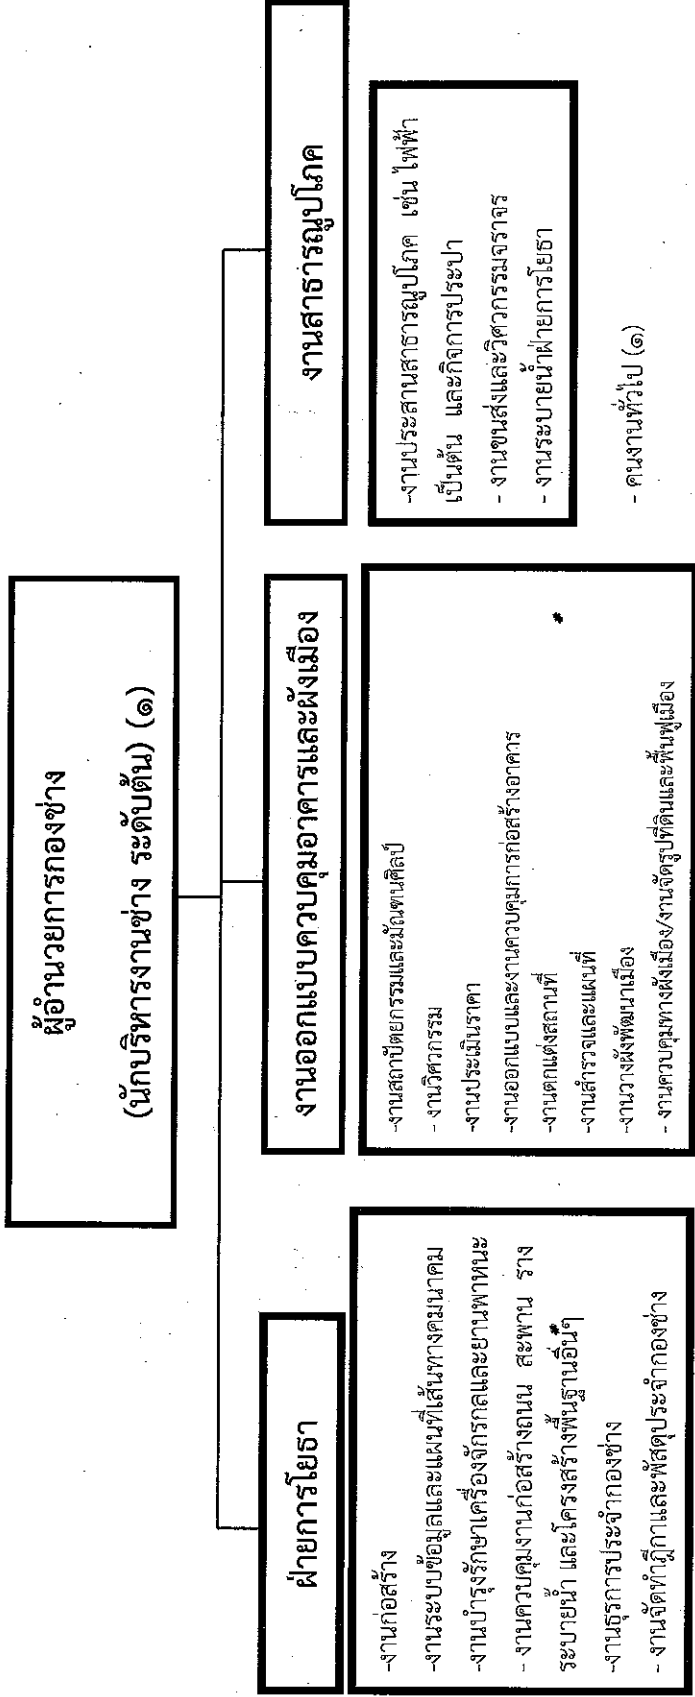 ผู้อำนวยการกองช่าง
(นักบริหารงานช่าง ระดับต้น) (๑)
ฝ่ายการโยธา
-งานก่อสร้าง
-งานระบบข้อมูลและแผนที่เส้นทางคมนาคม
-งานบำรุงรักษาเครื่องจักรกลและยานพาหนะ
- งานควบคุมงานก่อสร้างถนน สะพาน ราง
ระบายน้ำ และโครงสร้างพื้นฐานอื่นๆ
-งานธุรการประจำกองช่าง
- งานจัดทำฎีกาและพัสดุประจำกองช่าง
งานออกแบบควบคุมอาคารและผังเมือง
-งานสถาปัตยกรรมและมัณฑนศิลป์
- งานวิศวกรรม
-งานประเมินราคา
-งานออกแบบและงานควบคุมการก่อสร้างอาคาร
-งานตกแต่งสถานที่
-งานสำรวจและแผนที่
-งานวางผังพัฒนาเมือง
- งานควบคุมทางผังเมือง/งานจัดรูปที่ดินและฟื้นฟูเมือง
งานสาธารณูปโภค
-งานประสานสาธารณูปโภค เช่น ไฟฟ้า
เป็นต้น และกิจการประปา
- งานขนส่งและวิศวกรรมจราจร
- งานระบายน้ำฝ่ายการโยธา
- คนงานทั่วไป (๑)